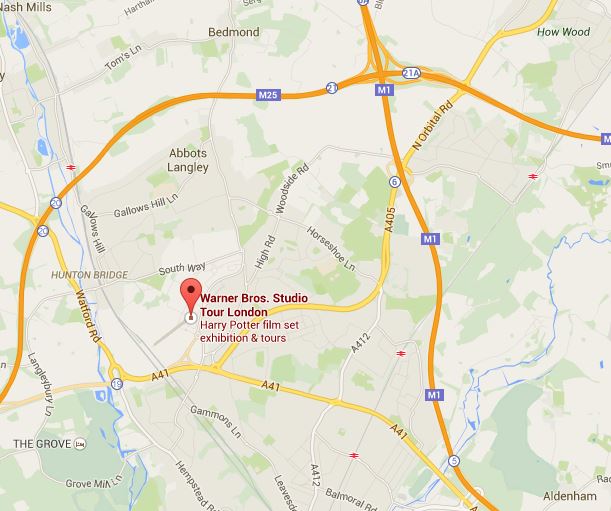 Nash Mills
Bedmond
How Wood
Tom's Ln
21
21A
M25
M1
N Orbital Rd
Abbots
Langley
Woodside Rd
6
20
Gallows Hill Ln
A405
Gallows Hill
20
High Rd
Horseshoe Ln
M1
South Way
HUNTON BRIDGE
Warner Bros. Studio
Tour London
Harry Potter film set
exhibition & tours
Watford Rd
A412
Langleybury Ln
19
A41
A41
M1
Gammons Ln
A41
THE GROVE
Hempstead Rd
A412
5
Grove Mill Ln
Balmoral Rd
Aldenham